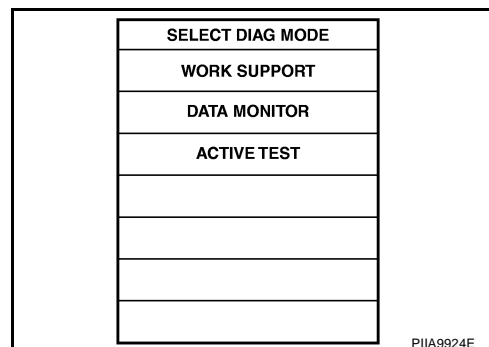 SELECT DIAG MODE
WORK SUPPORT
DATA MONITOR
ACTIVE TEST
PIIA9924E